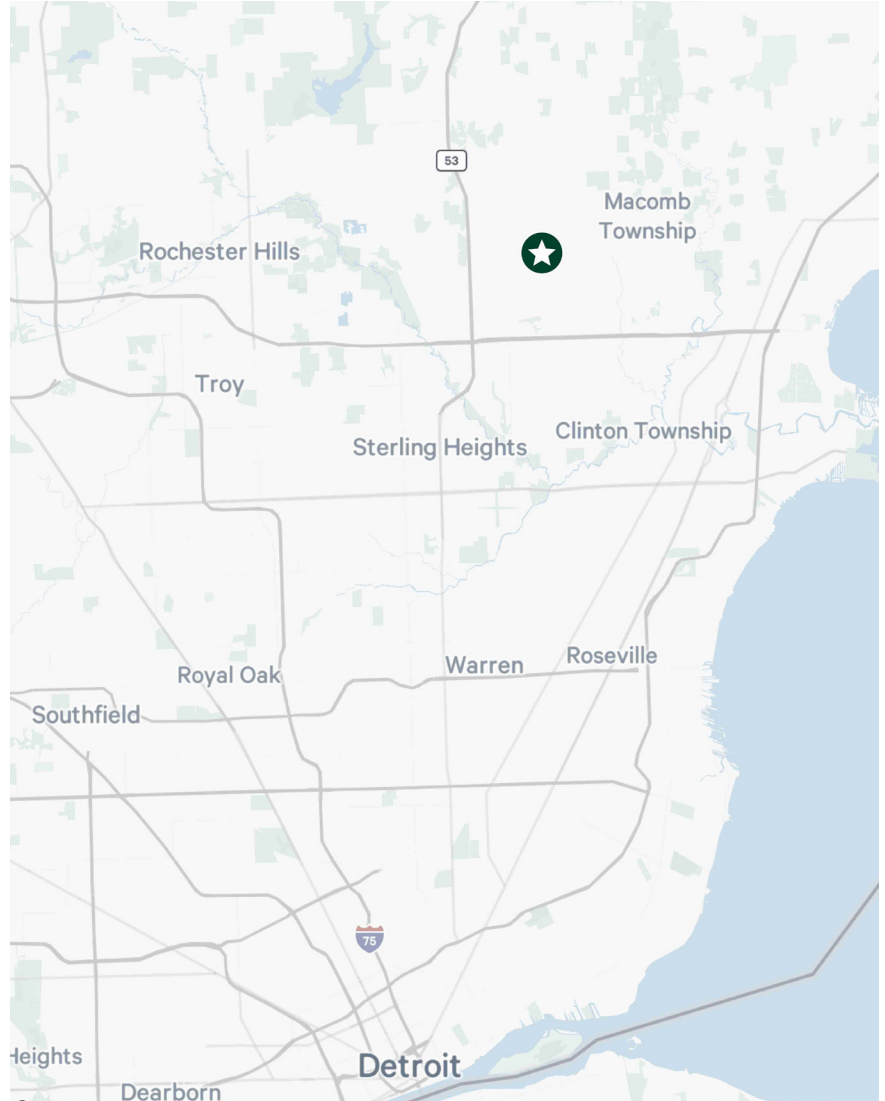 53
Macomb
Township
Rochester Hills
Troy
Clinton Township
Sterling Heights
Roseville
Warren
Royal Oak
Southfield
75
Heights
Detroit
Dearborn